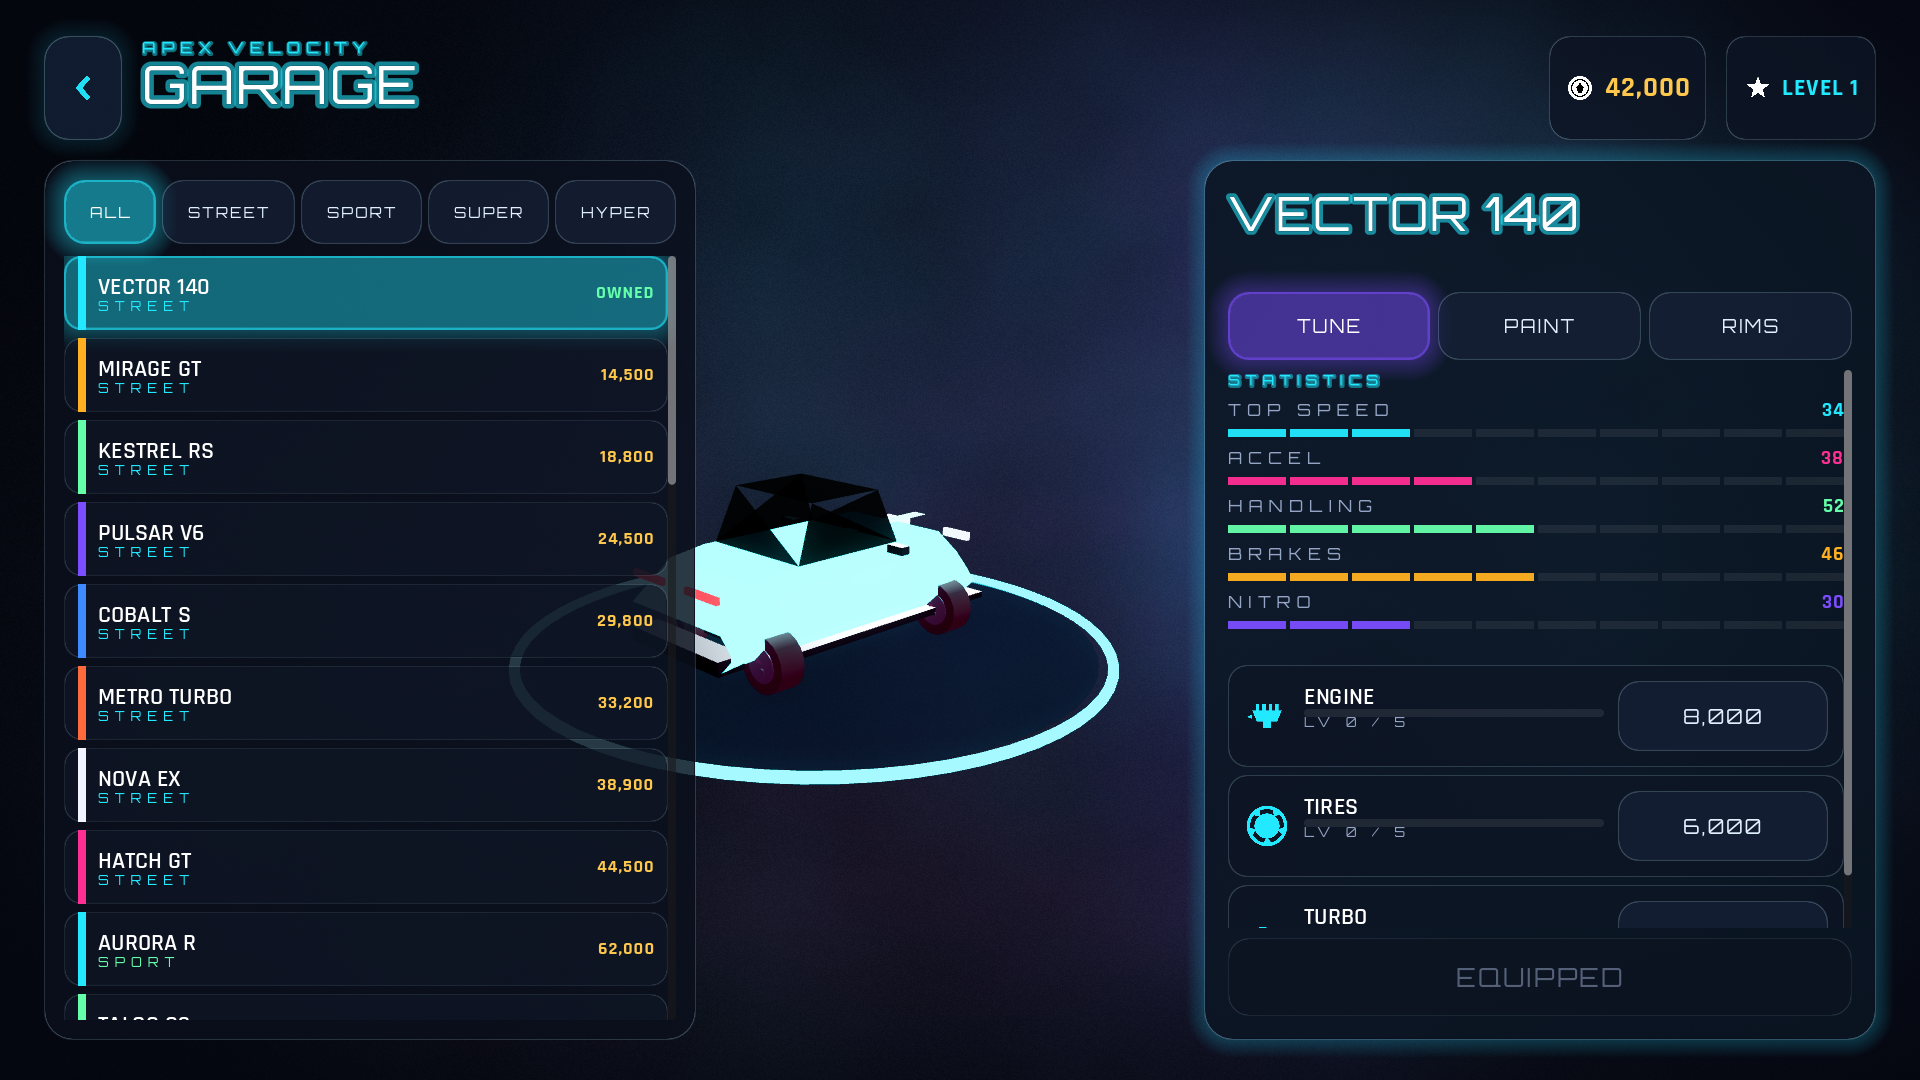 APEX VELOCITY
GARAGE
42,000
LEVEL 1
ALL
STREET
SPORT
SUPER
HYPER
VECTOR 140
STREET
OWNED
MIRAGE GT
STREET
14,500
KESTREL RS
STREET
18,800
PULSAR V6
STREET
24,500
COBALT S
STREET
29,800
METRO TURBO
STREET
33,200
NOVA EX
STREET
38,900
HATCH GT
STREET
44,500
AURORA R
SPORT
62,000
VECTOR 140
TUNE
PAINT
RIMS
STATISTICS
TOP SPEED 34
ACCEL 38
HANDLING 52
BRAKES 46
NITRO 30
ENGINE
LV 0 / 5
8,000
TIRES
LV 0 / 5
6,000
TURBO
EQUIPPED